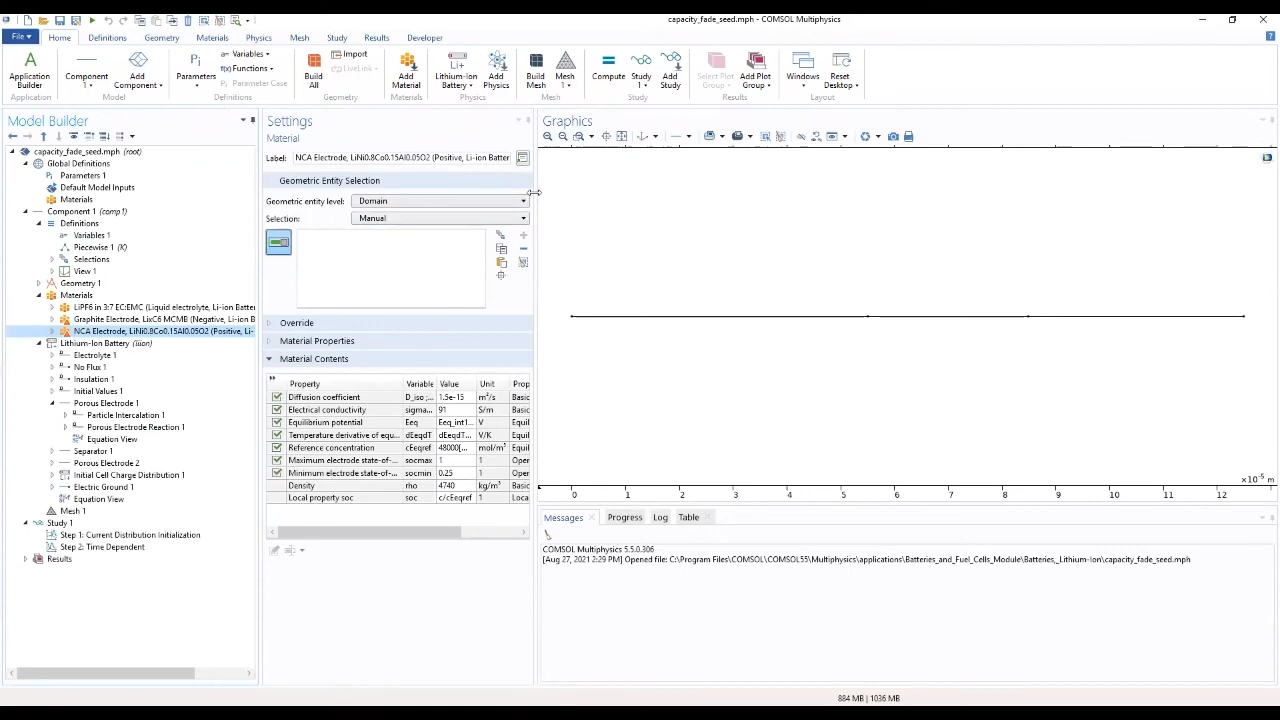 capacity_fade_seed.mph - COMSOL Multiphysics
File Home Definitions Geometry Materials Physics Mesh Study Results Developer
Application Builder
Application
Component 1
Add Component
Model
Parameters
Variables
Functions
Parameter Case
Definitions
Build All
Import
LiveLink
Geometry
Add Material
Materials
Lithium-Ion Battery
Add Physics
Physics
Build Mesh
Mesh 1
Mesh
Compute
Study 1
Add Study
Study
Select Plot Group
Add Plot Group
Results
Windows
Reset Desktop
Layout
Model Builder
capacity_fade_seed.mph (root)
Global Definitions
Parameters 1
Default Model Inputs
Materials
Component 1 (comp1)
Definitions
Variables 1
Piecewise 1 (K)
Selections
View 1
Geometry 1
Materials
LiPF6 in 3:7 EC:EMC (Liquid electrolyte, Li-ion Batte
Graphite Electrode, LixC6 MCMB (Negative, Li-ion B
NCA Electrode, LiNi0.8Co0.15Al0.05O2 (Positive, Li-
Lithium-Ion Battery (liion)
Electrolyte 1
No Flux 1
Insulation 1
Initial Values 1
Porous Electrode 1
Particle Intercalation 1
Porous Electrode Reaction 1
Equation View
Separator 1
Porous Electrode 2
Initial Cell Charge Distribution 1
Electric Ground 1
Equation View
Mesh 1
Study 1
Step 1: Current Distribution Initialization
Step 2: Time Dependent
Results
Settings
Material
Label: NCA Electrode, LiNi0.8Co0.15Al0.05O2 (Positive, Li-ion Batter
Geometric Entity Selection
Geometric entity level: Domain
Selection: Manual
Override
Material Properties
Material Contents
Property Variable Value Unit Prop
Diffusion coefficient D_iso ;... 1.5e-15 m²/s Basic
Electrical conductivity sigma... 91 S/m Basic
Equilibrium potential Eeq Eeq_int1... V Equil
Temperature derivative of equ... dEeqdT dEeqdT... V/K Equil
Reference concentration cEeqref 48000[... mol/m³ Equil
Maximum electrode state-of-... socmax 1 1 Oper
Minimum electrode state-of-... socmin 0.25 1 Oper
Density rho 4740 kg/m³ Basic
Local property soc soc c/cEeqref 1 Local
Graphics
×10⁻⁵ m
0 1 2 3 4 5 6 7 8 9 10 11 12
Messages Progress Log Table
COMSOL Multiphysics 5.5.0.306
[Aug 27, 2021 2:29 PM] Opened file: C:\Program Files\COMSOL\COMSOL55\Multiphysics\applications\Batteries_and_Fuel_Cells_Module\Batteries,_Lithium-Ion\capacity_fade_seed.mph
884 MB | 1036 MB